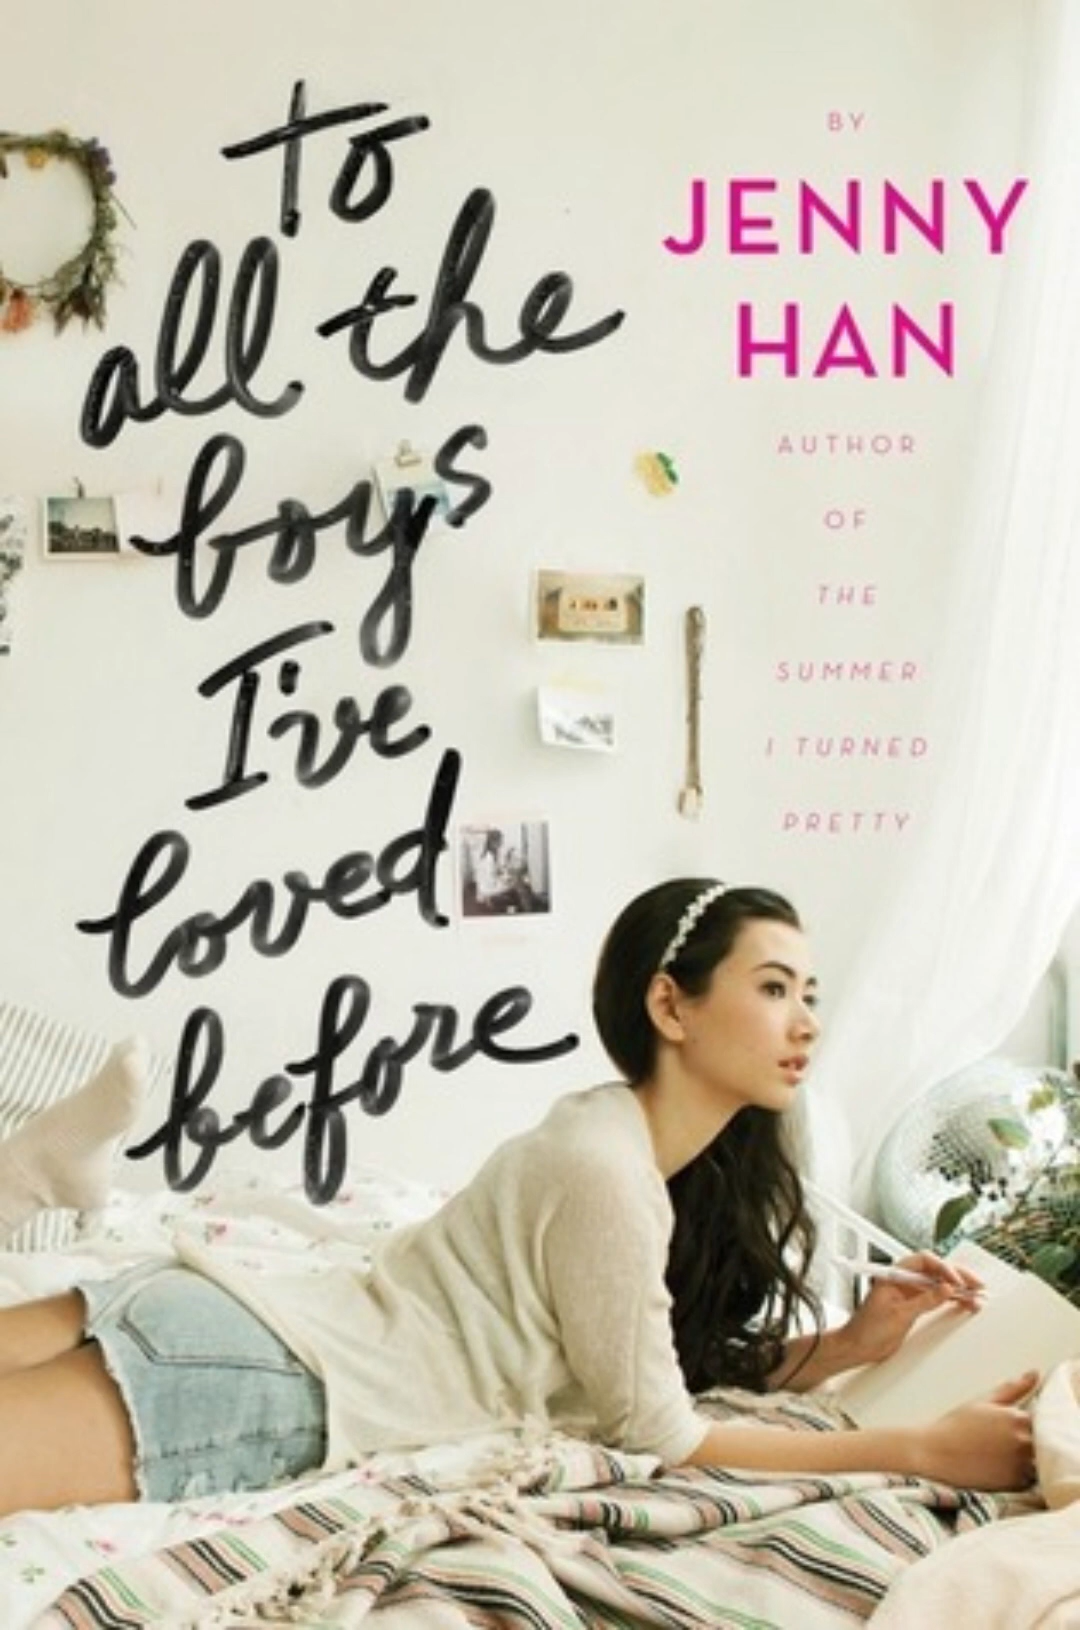 to
all the
boys
I've
loved
before
BY
JENNY
HAN
AUTHOR
OF
THE
SUMMER
I TURNED
PRETTY